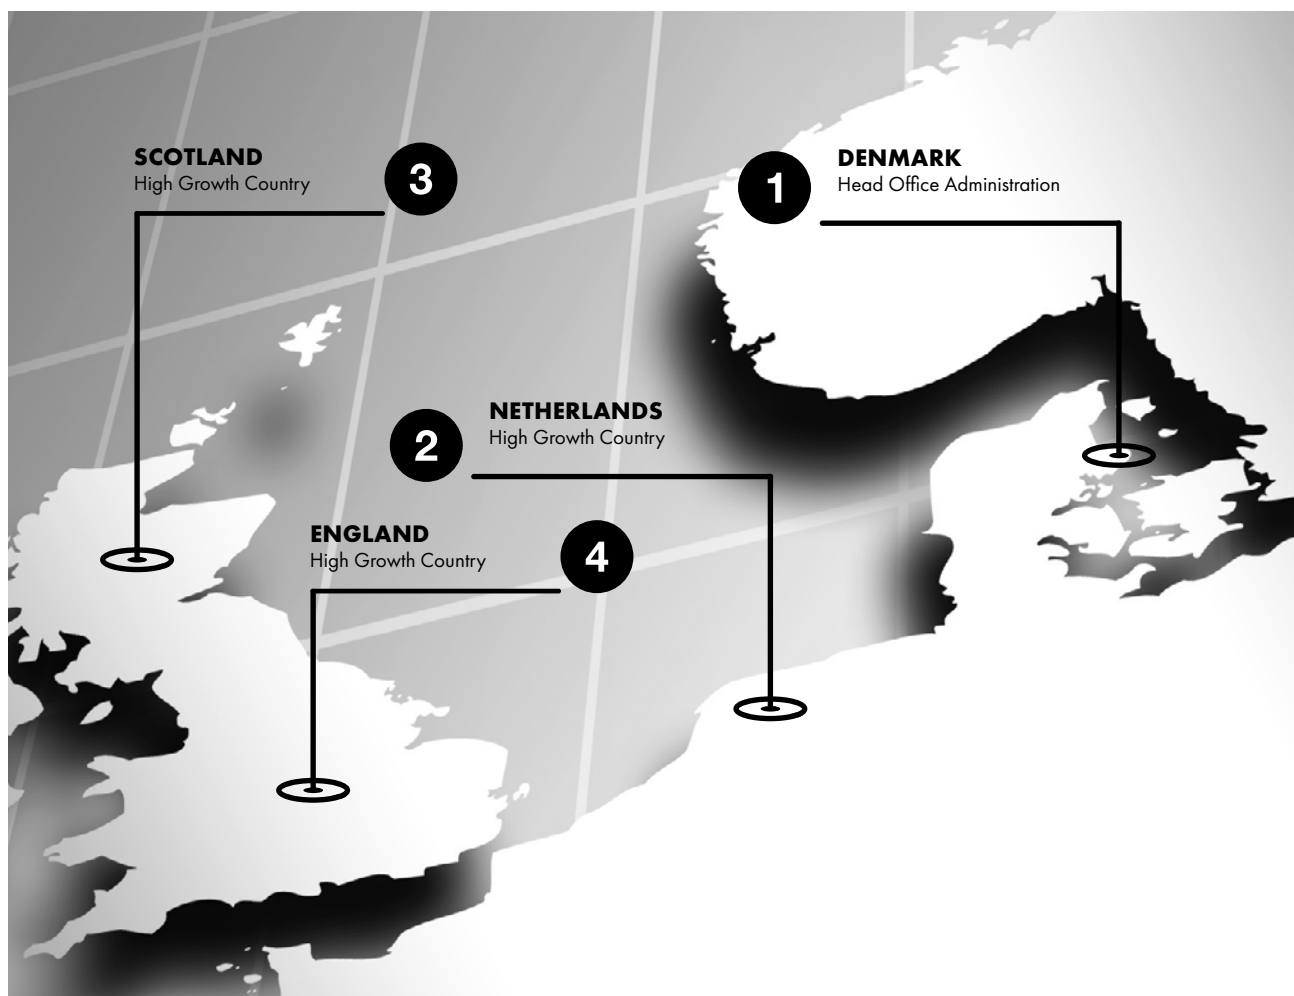 SCOTLAND
High Growth Country
3
1
DENMARK
Head Office Administration
2
NETHERLANDS
High Growth Country
ENGLAND
High Growth Country
4